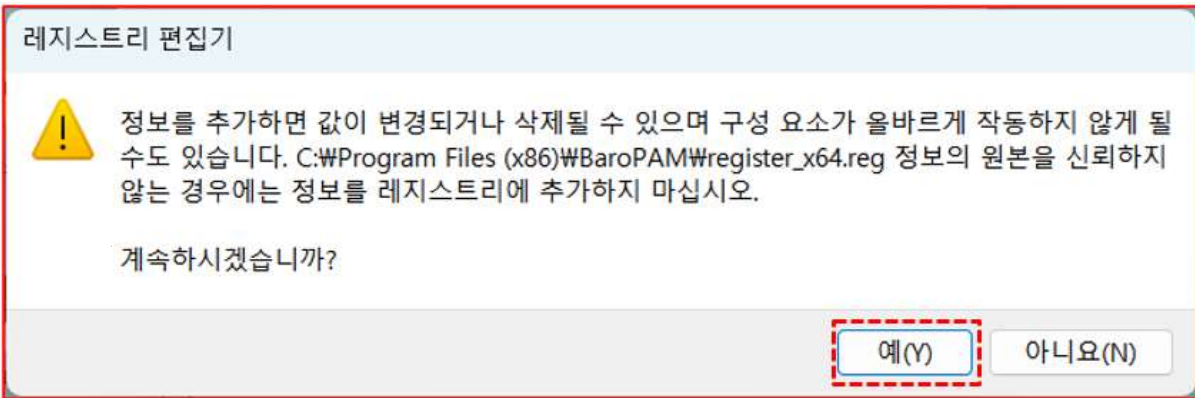 레지스트리 편집기
정보를 추가하면 값이 변경되거나 삭제될 수 있으며 구성 요소가 올바르게 작동하지 않게 될
수도 있습니다. C:₩Program Files (x86)₩BaroPAM₩register_x64.reg 정보의 원본을 신뢰하지
않는 경우에는 정보를 레지스트리에 추가하지 마십시오.
계속하시겠습니까?
예(Y) 아니요(N)